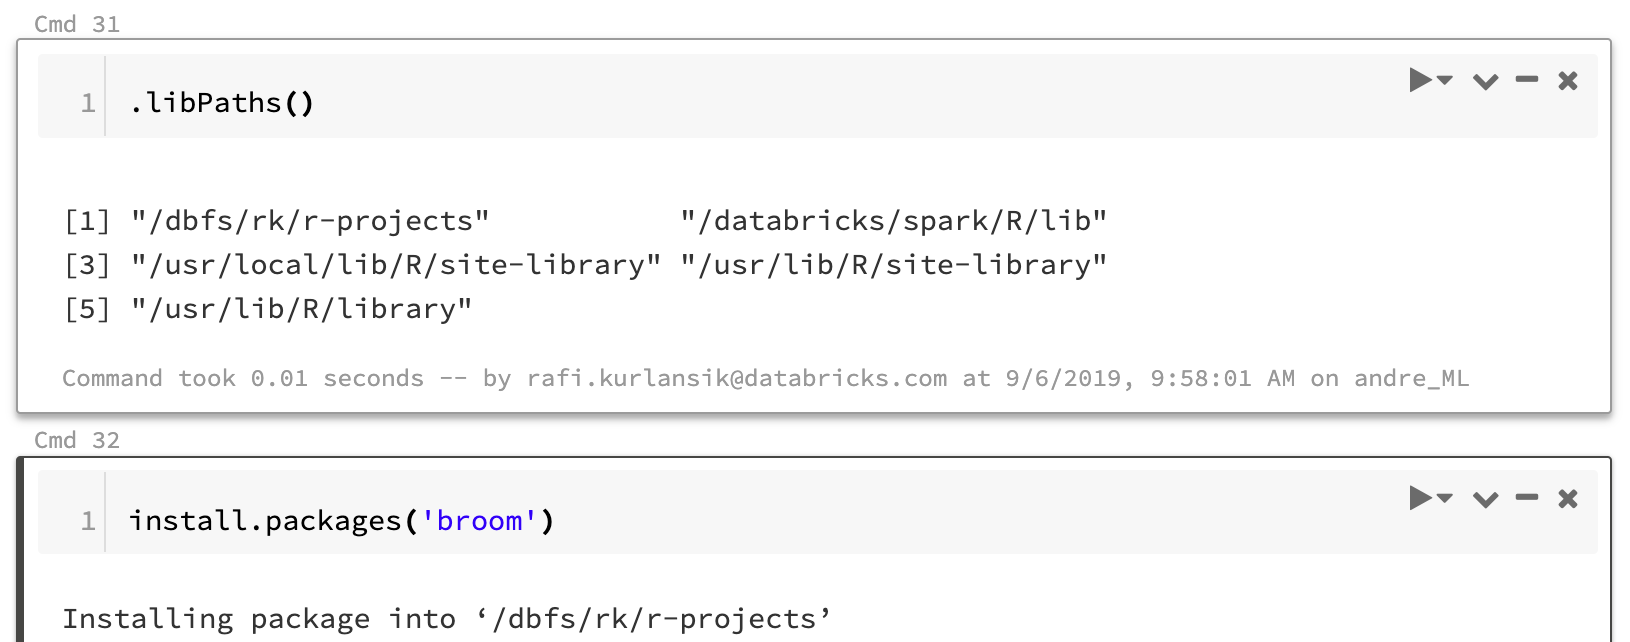 Cmd 31
1 .libPaths()
[1] "/dbfs/rk/r-projects"           "/databricks/spark/R/lib"
[3] "/usr/local/lib/R/site-library" "/usr/lib/R/site-library"
[5] "/usr/lib/R/library"
Command took 0.01 seconds -- by rafi.kurlansik@databricks.com at 9/6/2019, 9:58:01 AM on andre_ML
Cmd 32
1 install.packages('broom')
Installing package into ‘/dbfs/rk/r-projects’